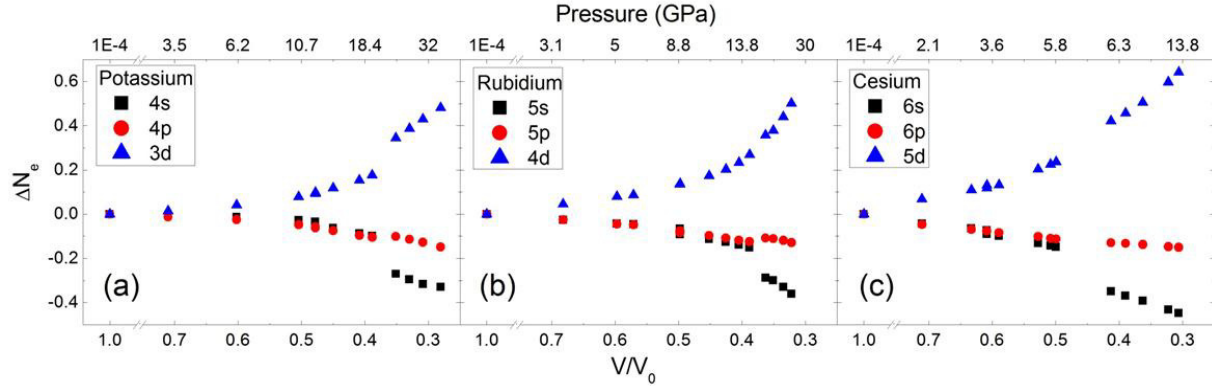 Pressure (GPa)
1E-4 3.5 6.2 10.7 18.4 32 1E-4 3.1 5 8.8 13.8 30 1E-4 2.1 3.6 5.8 6.3 13.8
Potassium
4s
4p
3d
Rubidium
5s
5p
4d
Cesium
6s
6p
5d
ΔNe
0.6
0.4
0.2
0.0
-0.2
-0.4
(a) (b) (c)
1.0 0.7 0.6 0.5 0.4 0.3 1.0 0.7 0.6 0.5 0.4 0.3 1.0 0.7 0.6 0.5 0.4 0.3
V/V0